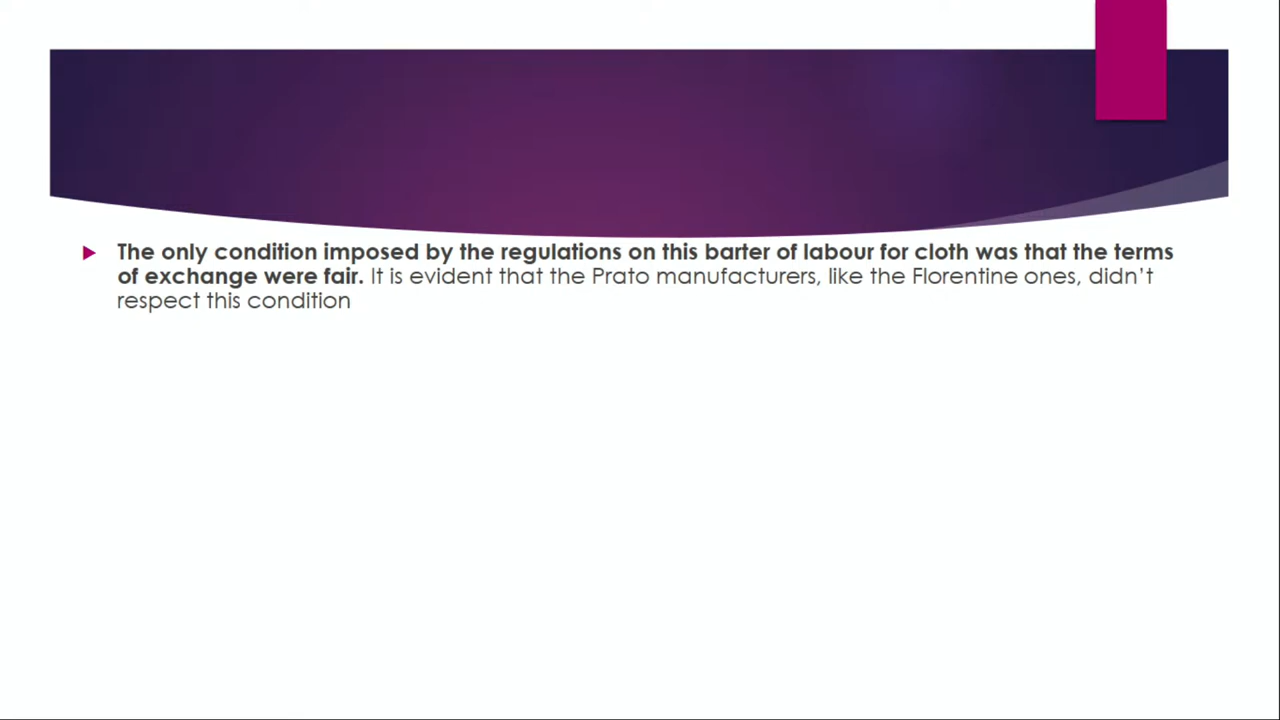 The only condition imposed by the regulations on this barter of labour for cloth was that the terms
of exchange were fair. It is evident that the Prato manufacturers, like the Florentine ones, didn’t
respect this condition